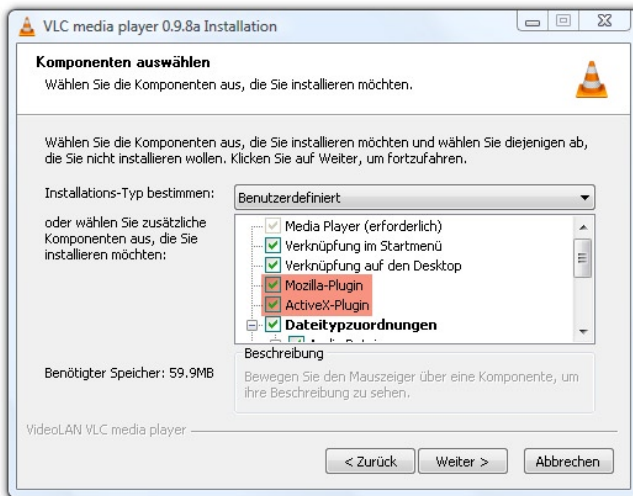 VLC media player 0.9.8a Installation
Komponenten auswählen
Wählen Sie die Komponenten aus, die Sie installieren möchten.
Wählen Sie die Komponenten aus, die Sie installieren möchten und wählen Sie diejenigen ab,
die Sie nicht installieren wollen. Klicken Sie auf Weiter, um fortzufahren.
Installations-Typ bestimmen:
Benutzerdefiniert
oder wählen Sie zusätzliche
Komponenten aus, die Sie
installieren möchten:
Media Player (erforderlich)
Verknüpfung im Startmenü
Verknüpfung auf den Desktop
Mozilla-Plugin
ActiveX-Plugin
Dateitypzuordnungen
Benötigter Speicher: 59.9MB
Beschreibung
Bewegen Sie den Mauszeiger über eine Komponente, um
ihre Beschreibung zu sehen.
VideoLAN VLC media player
< Zurück
Weiter >
Abbrechen